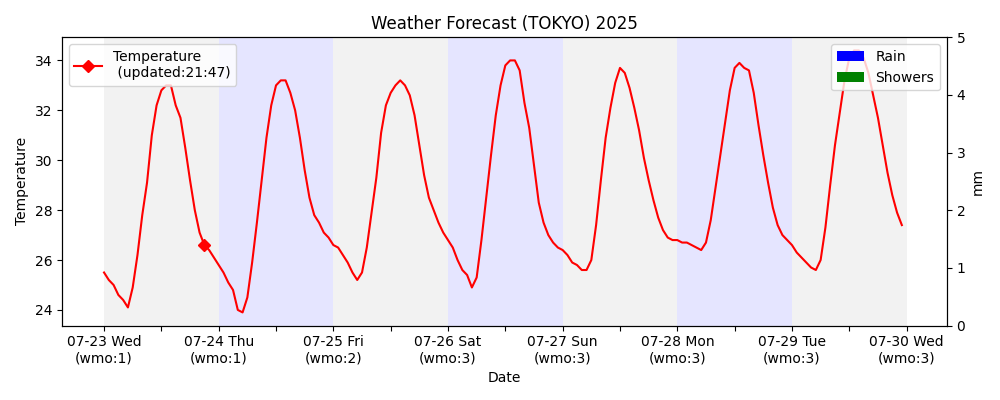 Weather Forecast (TOKYO) 2025
Temperature
(updated:21:47)
Rain
Showers
34
32
30
28
26
24
Temperature
5
4
3
2
1
0
mm
07-23 Wed
(wmo:1)
07-24 Thu
(wmo:1)
07-25 Fri
(wmo:2)
07-26 Sat
(wmo:3)
07-27 Sun
(wmo:3)
07-28 Mon
(wmo:3)
07-29 Tue
(wmo:3)
07-30 Wed
(wmo:3)
Date